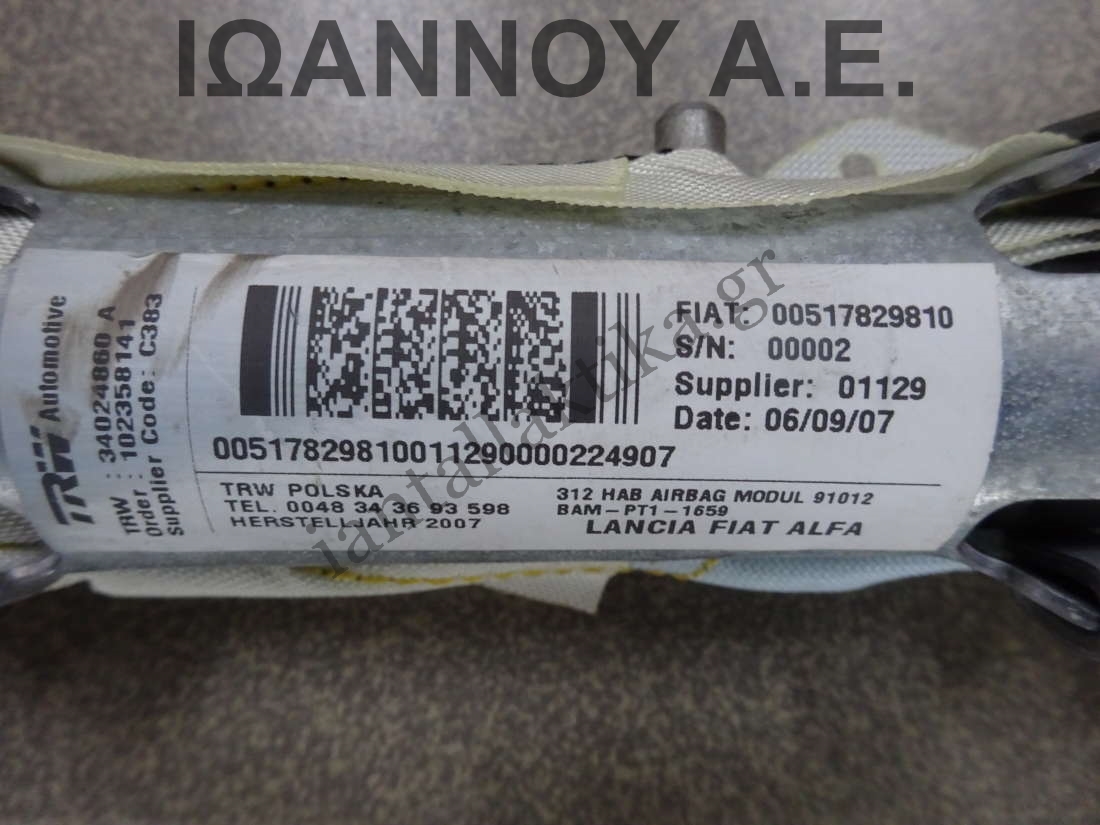 ΙΩΑΝΝΟΥ Α.Ε.
TRW Automotive
TRW : 34024860 A
Order : 102358141
Supplier Code: C383
FIAT: 00517829810
S/N: 00002
Supplier: 01129
Date: 06/09/07
00517829810011290000224907
TRW POLSKA
TEL. 0048 34 36 93 598
HERSTELLJAHR 2007
312 HAB AIRBAG MODUL 91012
BAM-PT1-1659
LANCIA FIAT ALFA
iantallaktika.gr